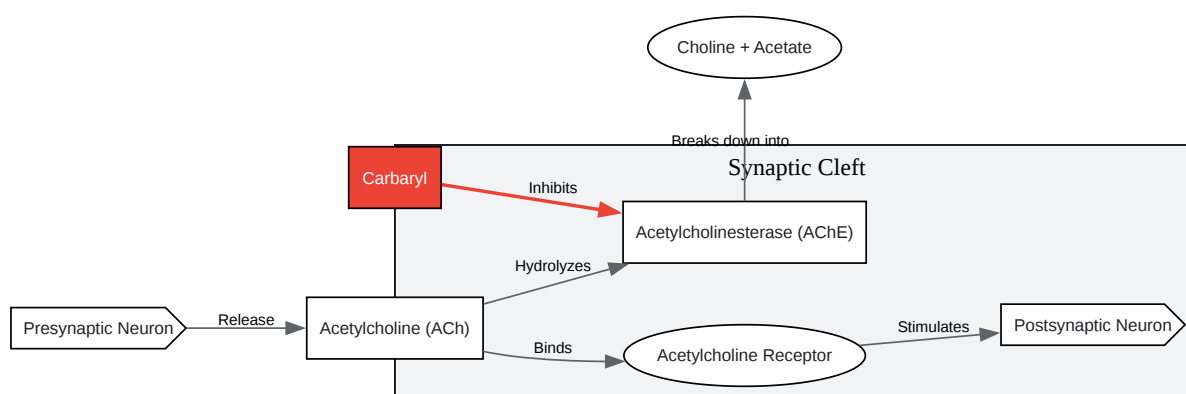 Choline + Acetate
Breaks down into
Synaptic Cleft
Carbaryl
Inhibits
Acetylcholinesterase (AChE)
Hydrolyzes
Presynaptic Neuron
Release
Acetylcholine (ACh)
Binds
Acetylcholine Receptor
Stimulates
Postsynaptic Neuron